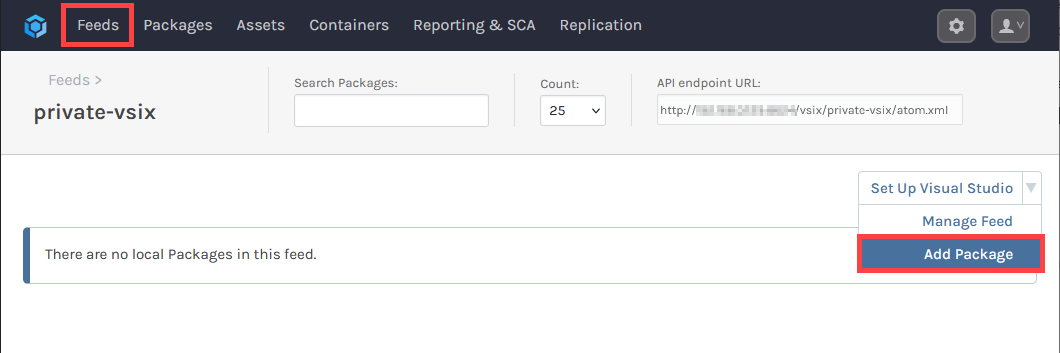 Feeds Packages Assets Containers Reporting & SCA Replication
Feeds >
private-vsix
Search Packages:
Count:
25
API endpoint URL:
http:// /vsix/private-vsix/atom.xml
Set Up Visual Studio
Manage Feed
Add Package
There are no local Packages in this feed.